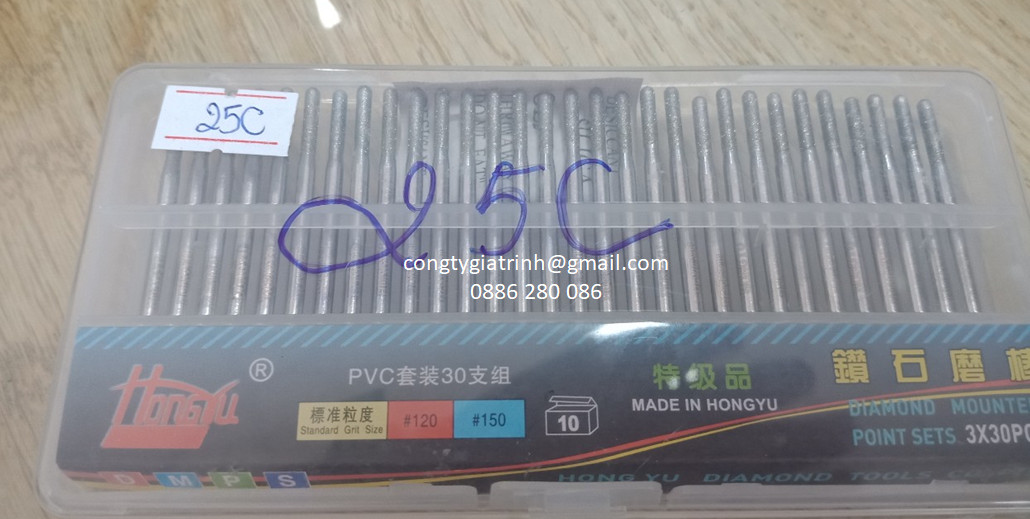 25C
25C
congtygiatrinh@gmail.com
0886 280 086
HONGYU®
PVC套装30支组
標准粒度
Standard Grit Size
#120
#150
10
特级品
MADE IN HONGYU
鑽石磨棒
DIAMOND MOUNTE
POINT SETS 3X30PC
D M P S
HONG YU DIAMOND TOOLS